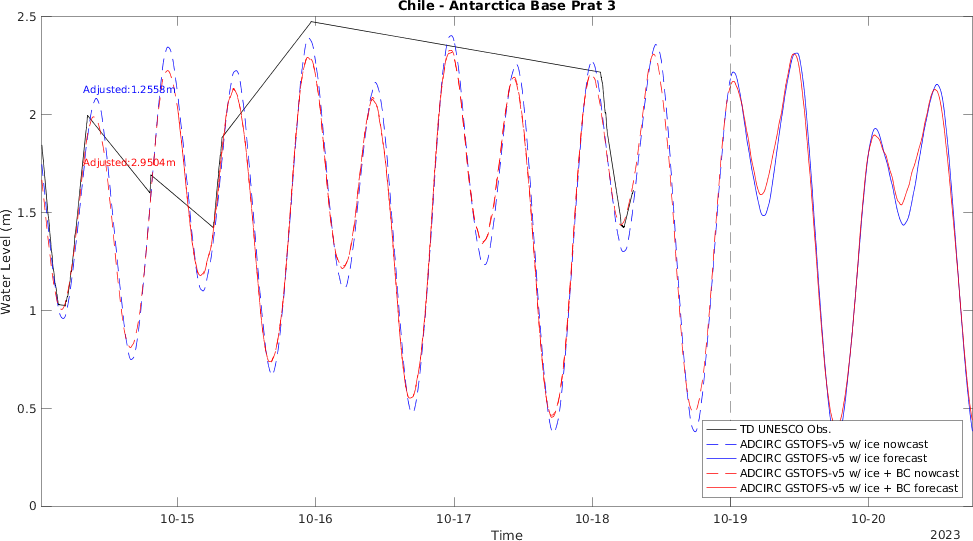 Chile - Antarctica Base Prat 3
2.5
2
1.5
1
0.5
0
Water Level (m)
Adjusted:1.2553m
Adjusted:2.9504m
TD UNESCO Obs.
ADCIRC GSTOFS-v5 w/ ice nowcast
ADCIRC GSTOFS-v5 w/ ice forecast
ADCIRC GSTOFS-v5 w/ ice + BC nowcast
ADCIRC GSTOFS-v5 w/ ice + BC forecast
10-15
10-16
10-17
10-18
10-19
10-20
Time
2023